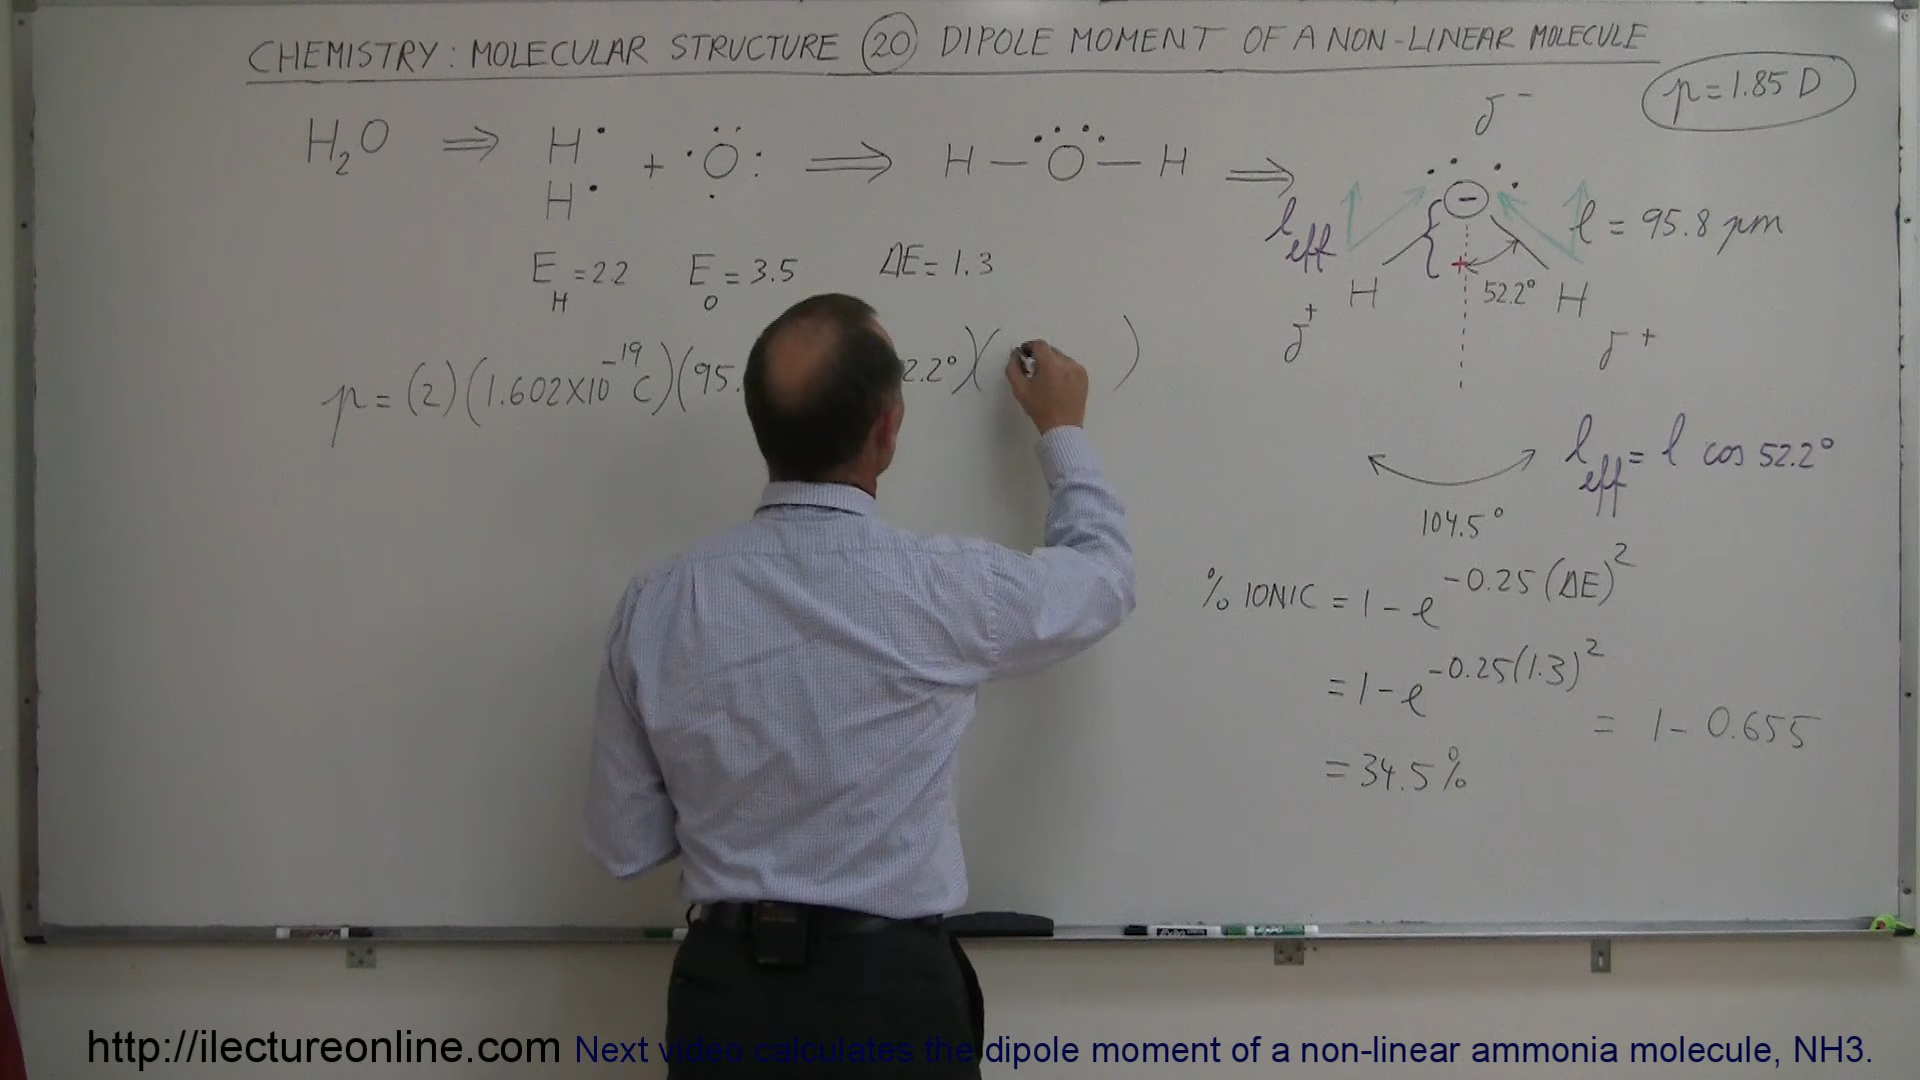 CHEMISTRY: MOLECULAR STRUCTURE 20 DIPOLE MOMENT OF A NON-LINEAR MOLECULE
p = 1.85 D
H₂O ⇒ H• H• + •O: ⇒ H — O — H ⇒
δ⁻
−
l_eff
l = 95.8 pm
+
52.2°
H H
δ⁺ δ⁺
E_H = 2.2 E_O = 3.5 ΔE = 1.3
p = (2)(1.602×10⁻¹⁹C)(95. 2.2°)( )
104.5°
l_eff = l cos 52.2°
% IONIC = 1 - e^-0.25(ΔE)²
= 1 - e^-0.25(1.3)²
= 1 - 0.655
= 34.5%
http://ilectureonline.com Next video calculates the dipole moment of a non-linear ammonia molecule, NH3.